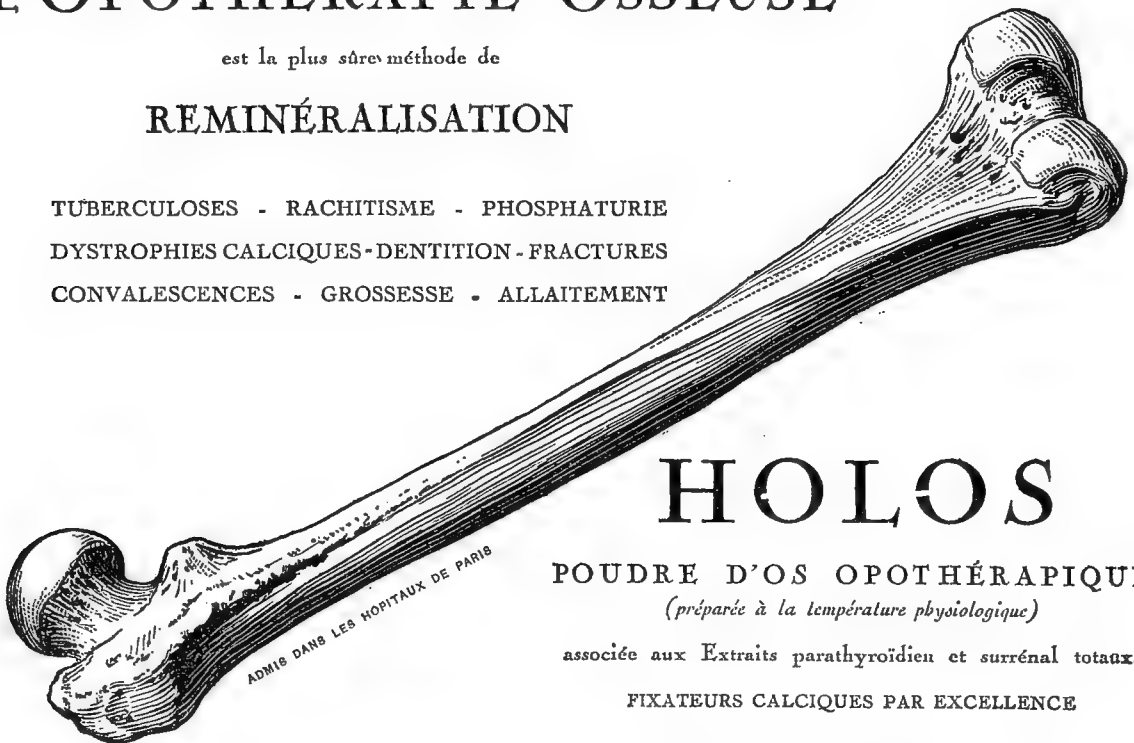 L'OPOTHÉRAPIE OSSEUSE
est la plus sûre méthode de
REMINÉRALISATION
TUBERCULOSES - RACHITISME - PHOSPHATURIE
DYSTROPHIES CALCIQUES - DENTITION - FRACTURES
CONVALESCENCES - GROSSESSE - ALLAITEMENT
ADMIS DANS LES HOPITAUX DE PARIS
HOLOS
POUDRE D'OS OPOTHÉRAPIQUE
(préparée à la température physiologique)
associée aux Extraits parathyroïdien et surrénal totaux
FIXATEURS CALCIQUES PAR EXCELLENCE